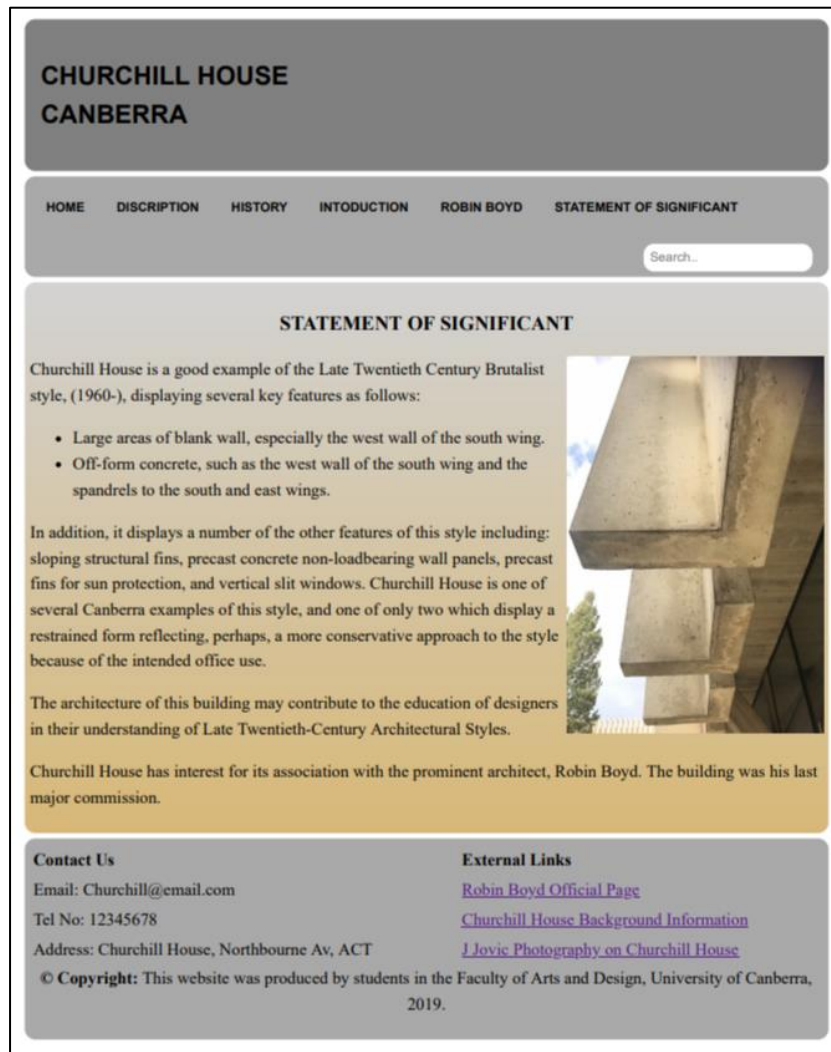 CHURCHILL HOUSE
CANBERRA
HOME DISCRIPTION HISTORY INTODUCTION ROBIN BOYD STATEMENT OF SIGNIFICANT
Search..
STATEMENT OF SIGNIFICANT
Churchill House is a good example of the Late Twentieth Century Brutalist
style, (1960-), displaying several key features as follows:
• Large areas of blank wall, especially the west wall of the south wing.
• Off-form concrete, such as the west wall of the south wing and the
spandrels to the south and east wings.
In addition, it displays a number of the other features of this style including:
sloping structural fins, precast concrete non-loadbearing wall panels, precast
fins for sun protection, and vertical slit windows. Churchill House is one of
several Canberra examples of this style, and one of only two which display a
restrained form reflecting, perhaps, a more conservative approach to the style
because of the intended office use.
The architecture of this building may contribute to the education of designers
in their understanding of Late Twentieth-Century Architectural Styles.
Churchill House has interest for its association with the prominent architect, Robin Boyd. The building was his last
major commission.
Contact Us
Email: Churchill@email.com
Tel No: 12345678
Address: Churchill House, Northbourne Av, ACT
External Links
Robin Boyd Official Page
Churchill House Background Information
J Jovic Photography on Churchill House
© Copyright: This website was produced by students in the Faculty of Arts and Design, University of Canberra,
2019.